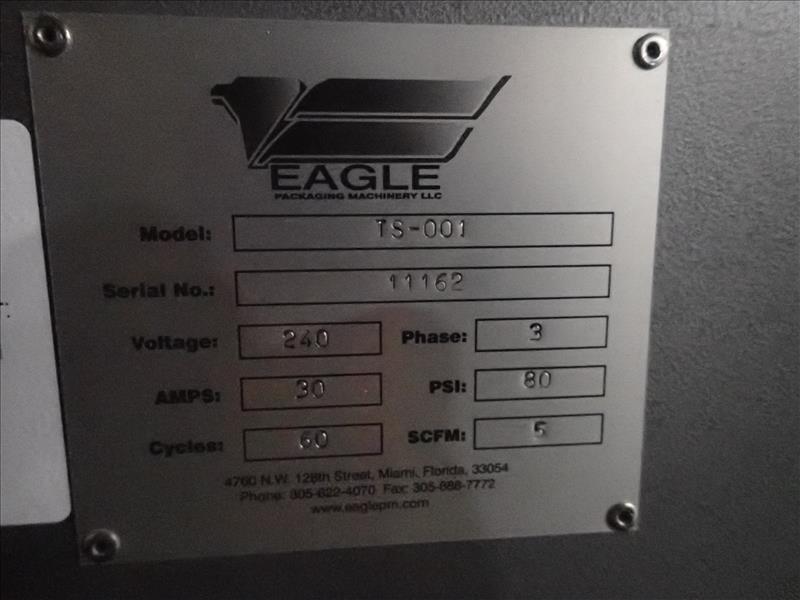 EAGLE
PACKAGING MACHINERY LLC
Model: TS-001
Serial No.: 11162
Voltage: 240 Phase: 3
AMPS: 30 PSI: 80
Cycles: 60 SCFM: 5
4760 N.W. 128th Street, Miami, Florida, 33054
Phone: 305-622-4070 Fax: 305-888-7772
www.eaglepm.com